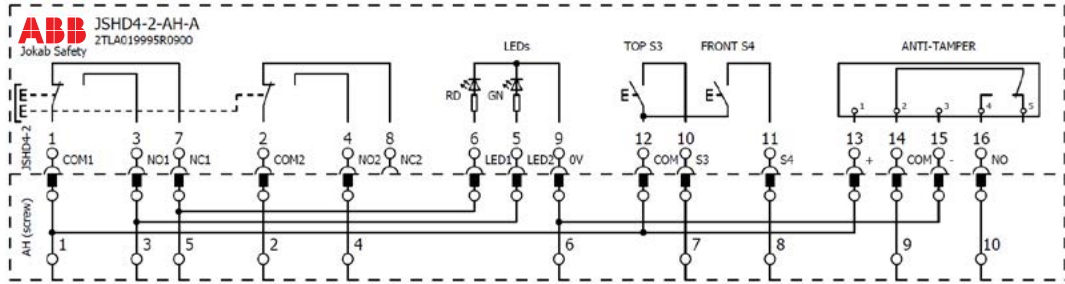 ABB JSHD4-2-AH-A
2TLA019995R0900
Jokab Safety
LEDs TOP S3 FRONT S4 ANTI-TAMPER
RD GN E E
E
E
1 2 3 4 5
JSHD4-2
1 3 7 2 4 8 6 5 9 12 10 11 13 14 15 16
COM1 NO1 NC1 COM2 NO2 NC2 LED1 LED2 0V COM S3 S4 + COM - NO
AH (screw)
1 3 5 2 4 6 7 8 9 10